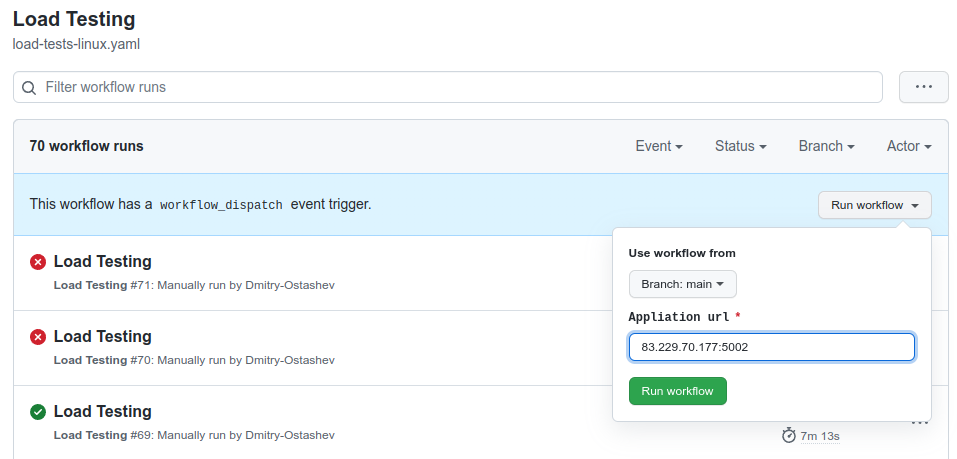 Load Testing
load-tests-linux.yaml
Filter workflow runs
70 workflow runs Event Status Branch Actor
This workflow has a workflow_dispatch event trigger. Run workflow
Use workflow from
Branch: main
Appliation url *
83.229.70.177:5002
Run workflow
Load Testing
Load Testing #71: Manually run by Dmitry-Ostashev
Load Testing
Load Testing #70: Manually run by Dmitry-Ostashev
Load Testing
Load Testing #69: Manually run by Dmitry-Ostashev
7m 13s